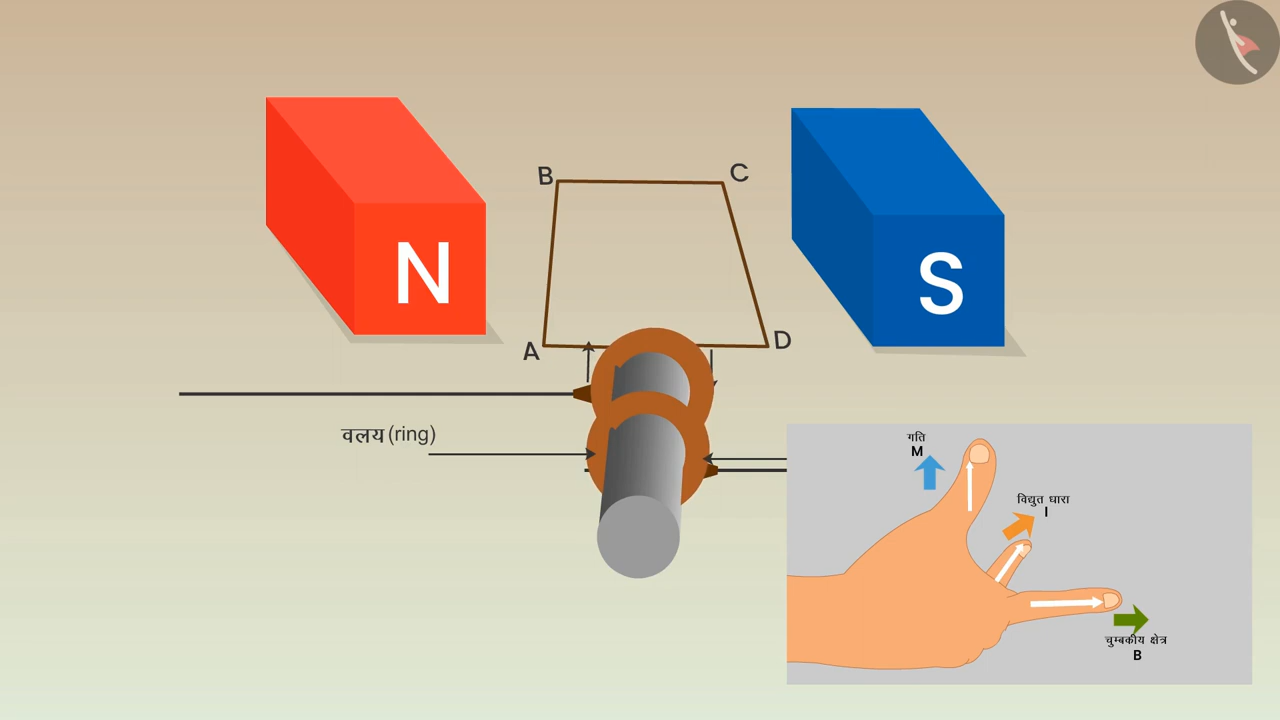 N
S
B
C
A
D
वलय (ring)
गति
M
विद्युत धारा
I
चुम्बकीय क्षेत्र
B